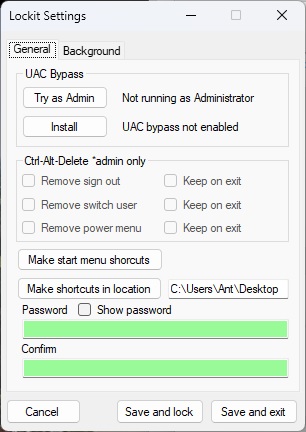 Lockit Settings
General Background
UAC Bypass
Try as Admin Not running as Administrator
Install UAC bypass not enabled
Ctrl-Alt-Delete *admin only
Remove sign out Keep on exit
Remove switch user Keep on exit
Remove power menu Keep on exit
Make start menu shorcuts
Make shortcuts in location C:\Users\Ant\Desktop
Password Show password
Confirm
Cancel Save and lock Save and exit